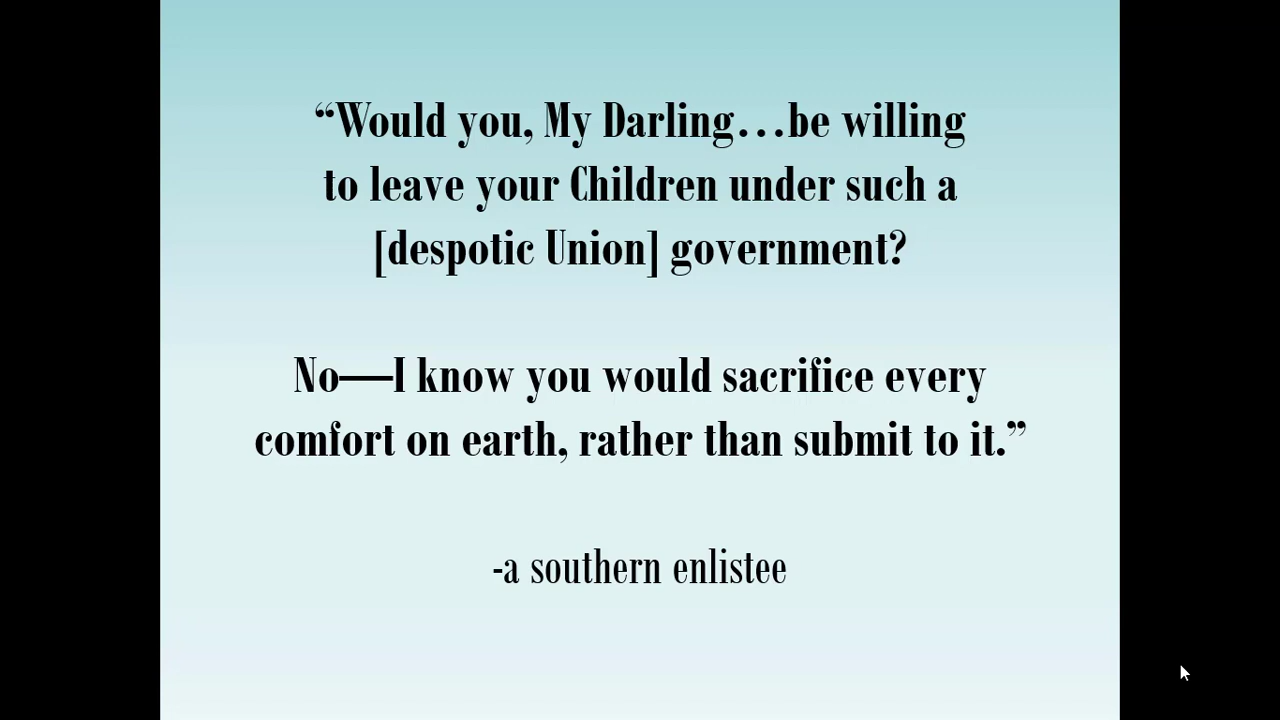 “Would you, My Darling…be willing
to leave your Children under such a
[despotic Union] government?
No—I know you would sacrifice every
comfort on earth, rather than submit to it.”
-a southern enlistee